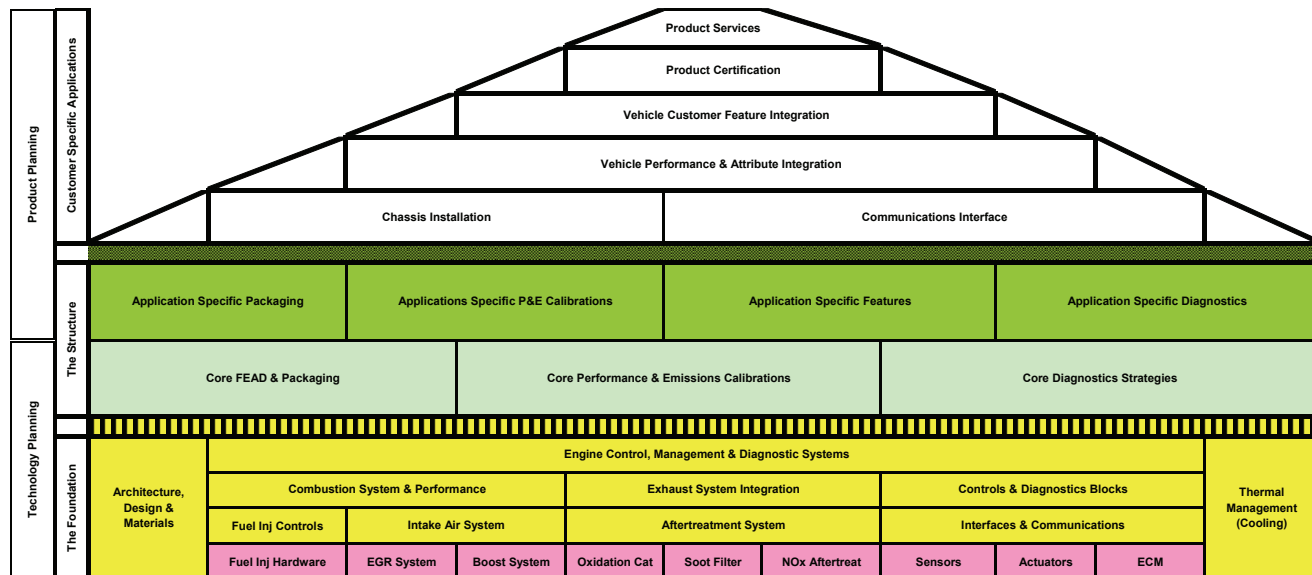 Product Planning
Customer Specific Applications
Product Services
Product Certification
Vehicle Customer Feature Integration
Vehicle Performance & Attribute Integration
Chassis Installation
Communications Interface
The Structure
Application Specific Packaging
Applications Specific P&E Calibrations
Application Specific Features
Application Specific Diagnostics
Technology Planning
Core FEAD & Packaging
Core Performance & Emissions Calibrations
Core Diagnostics Strategies
The Foundation
Architecture,
Design &
Materials
Engine Control, Management & Diagnostic Systems
Combustion System & Performance
Exhaust System Integration
Controls & Diagnostics Blocks
Fuel Inj Controls
Intake Air System
Aftertreatment System
Interfaces & Communications
Fuel Inj Hardware
EGR System
Boost System
Oxidation Cat
Soot Filter
NOx Aftertreat
Sensors
Actuators
ECM
Thermal
Management
(Cooling)